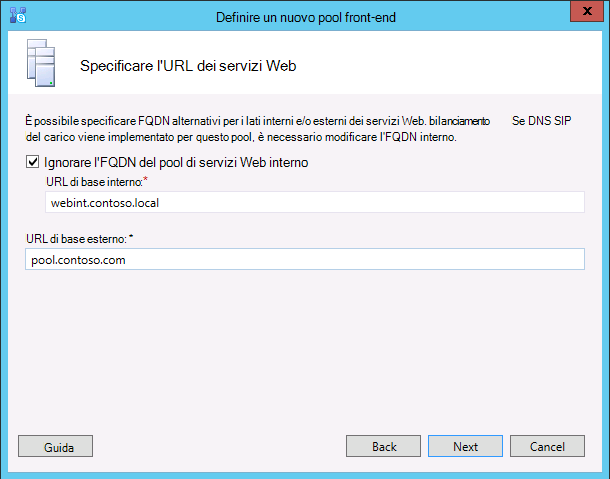 Definire un nuovo pool front-end
X
Specificare l'URL dei servizi Web
È possibile specificare FQDN alternativi per i lati interni e/o esterni dei servizi Web. bilanciamento Se DNS SIP
del carico viene implementato per questo pool, è necessario modificare l'FQDN interno.
Ignorare l'FQDN del pool di servizi Web interno
URL di base interno:*
webint.contoso.local
URL di base esterno: *
pool.contoso.com
Guida Back Next Cancel